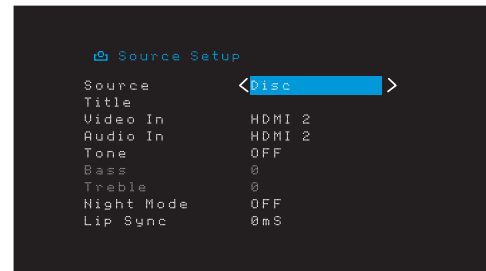 Source Setup
Source < Disc >
Title
Video In HDMI 2
Audio In HDMI 2
Tone OFF
Bass 0
Treble 0
Night Mode OFF
Lip Sync 0mS